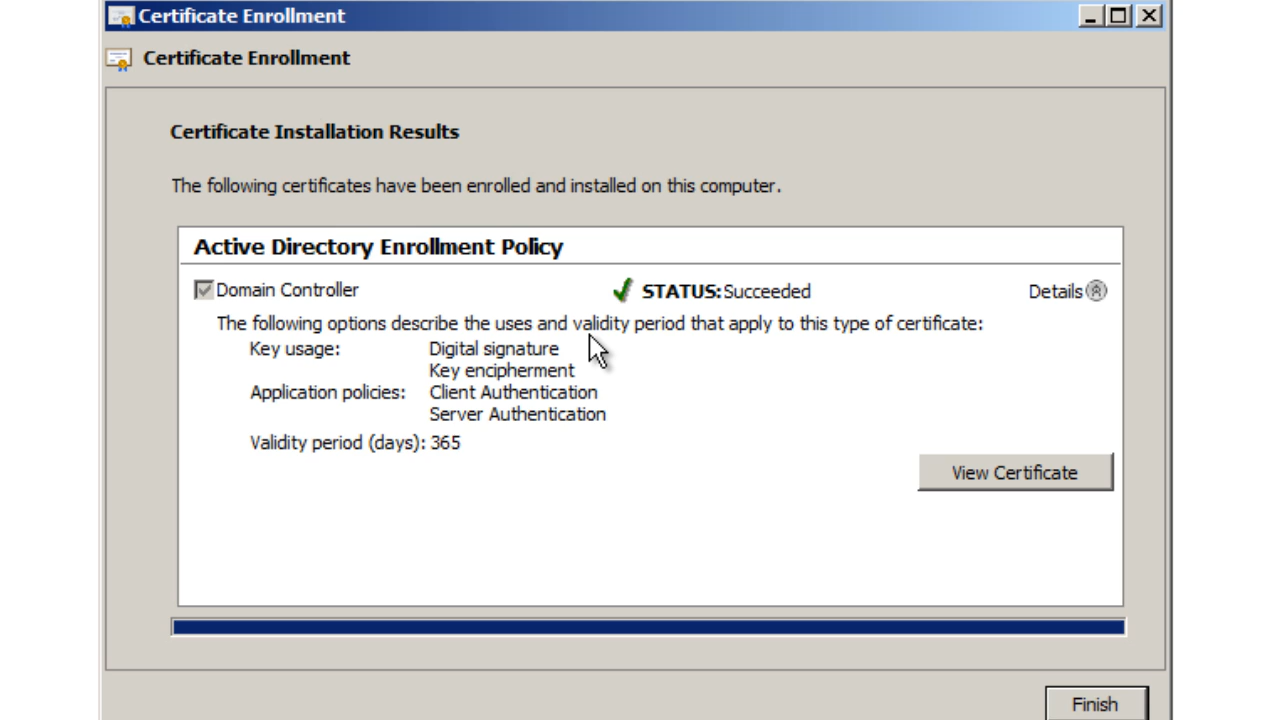 Certificate Enrollment
Certificate Enrollment
Certificate Installation Results
The following certificates have been enrolled and installed on this computer.
Active Directory Enrollment Policy
Domain Controller STATUS: Succeeded Details
The following options describe the uses and validity period that apply to this type of certificate:
Key usage: Digital signature
Key encipherment
Application policies: Client Authentication
Server Authentication
Validity period (days): 365
View Certificate
Finish